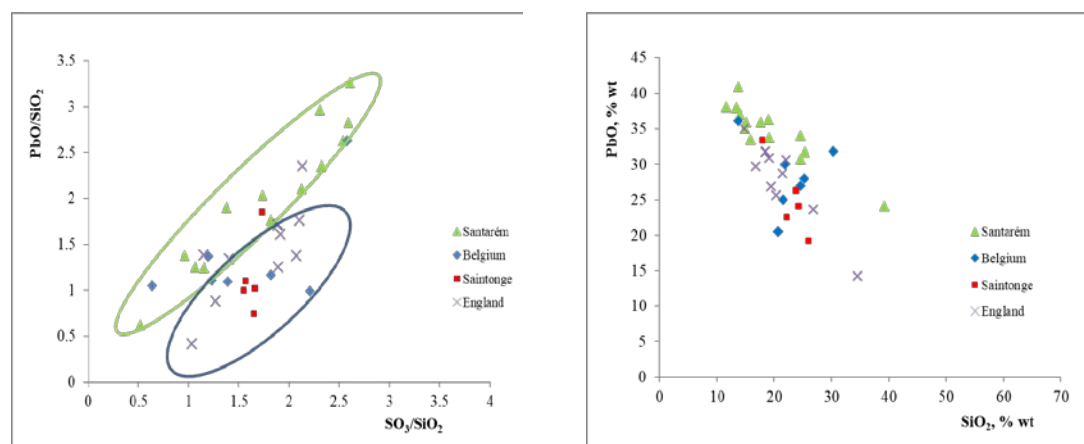 PbO/SiO₂
3.5
3
2.5
2
1.5
1
0.5
0
0 0.5 1 1.5 2 2.5 3 3.5 4
SO₃/SiO₂
Santarém
Belgium
Saintonge
England
PbO, % wt
45
40
35
30
25
20
15
10
5
0
0 10 20 30 40 50 60 70
SiO₂, % wt
Santarém
Belgium
Saintonge
England